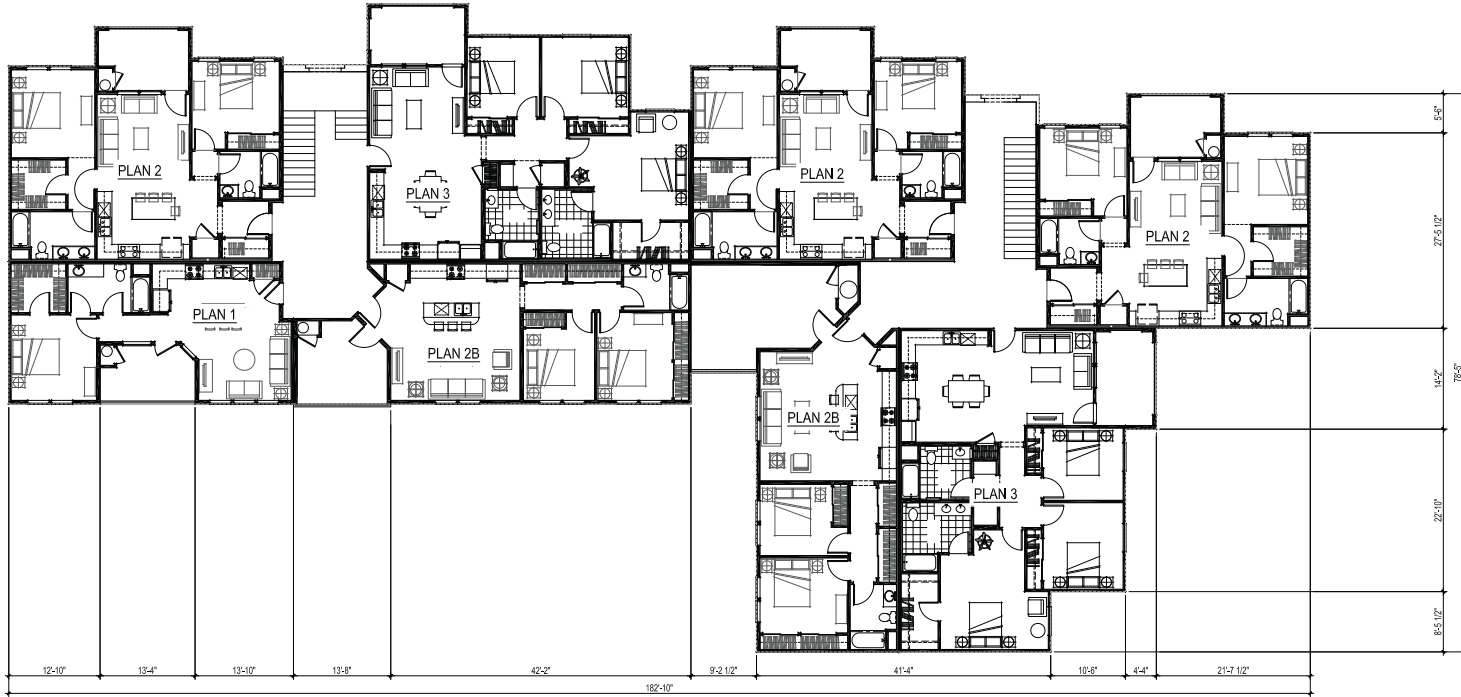 PLAN 2
PLAN 3
PLAN 2
PLAN 2
PLAN 1
PLAN 2B
PLAN 2B
PLAN 3
5'-6"
27'-5 1/2"
14'-2"
78'-5"
22'-10"
8'-5 1/2"
12'-10"
13'-4"
13'-10"
13'-8"
42'-2"
9'-2 1/2"
41'-4"
10'-6"
4'-4"
21'-7 1/2"
182'-10"